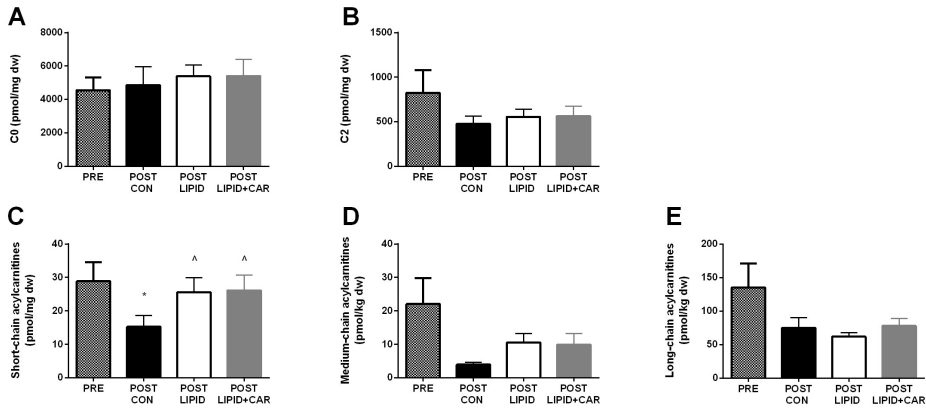 A
C0 (pmol/mg dw)
8000
6000
4000
2000
0
PRE
POST
CON
POST
LIPID
POST
LIPID+CAR
B
C2 (pmol/mg dw)
1500
1000
500
0
PRE
POST
CON
POST
LIPID
POST
LIPID+CAR
C
Short-chain acylcarnitines
(pmol/mg dw)
40
30
20
10
0
*
^
^
PRE
POST
CON
POST
LIPID
POST
LIPID+CAR
D
Medium-chain acylcarnitines
(pmol/kg dw)
40
30
20
10
0
PRE
POST
CON
POST
LIPID
POST
LIPID+CAR
E
Long-chain acylcarnitines
(pmol/kg dw)
200
150
100
50
0
PRE
POST
CON
POST
LIPID
POST
LIPID+CAR